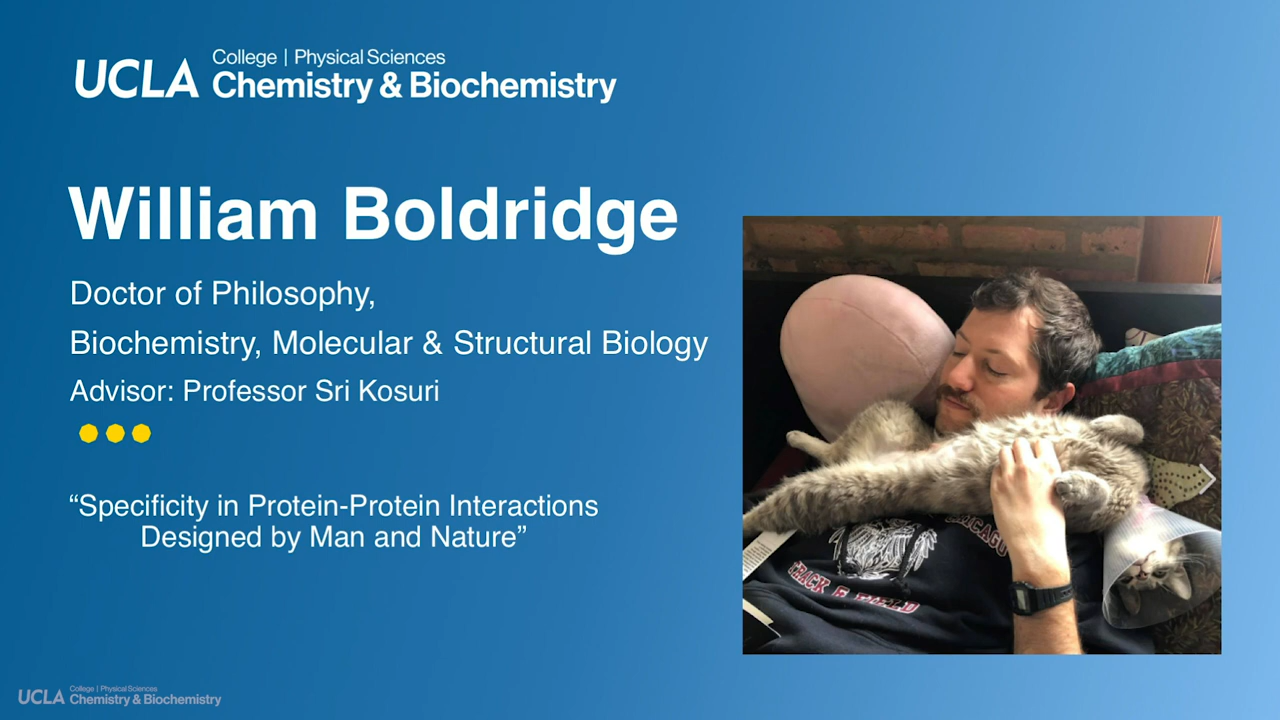 UCLA College | Physical Sciences
Chemistry & Biochemistry
William Boldridge
Doctor of Philosophy,
Biochemistry, Molecular & Structural Biology
Advisor: Professor Sri Kosuri
“Specificity in Protein-Protein Interactions
Designed by Man and Nature”
CHICAGO
TRACK & FIELD
UCLA College | Physical Sciences
Chemistry & Biochemistry